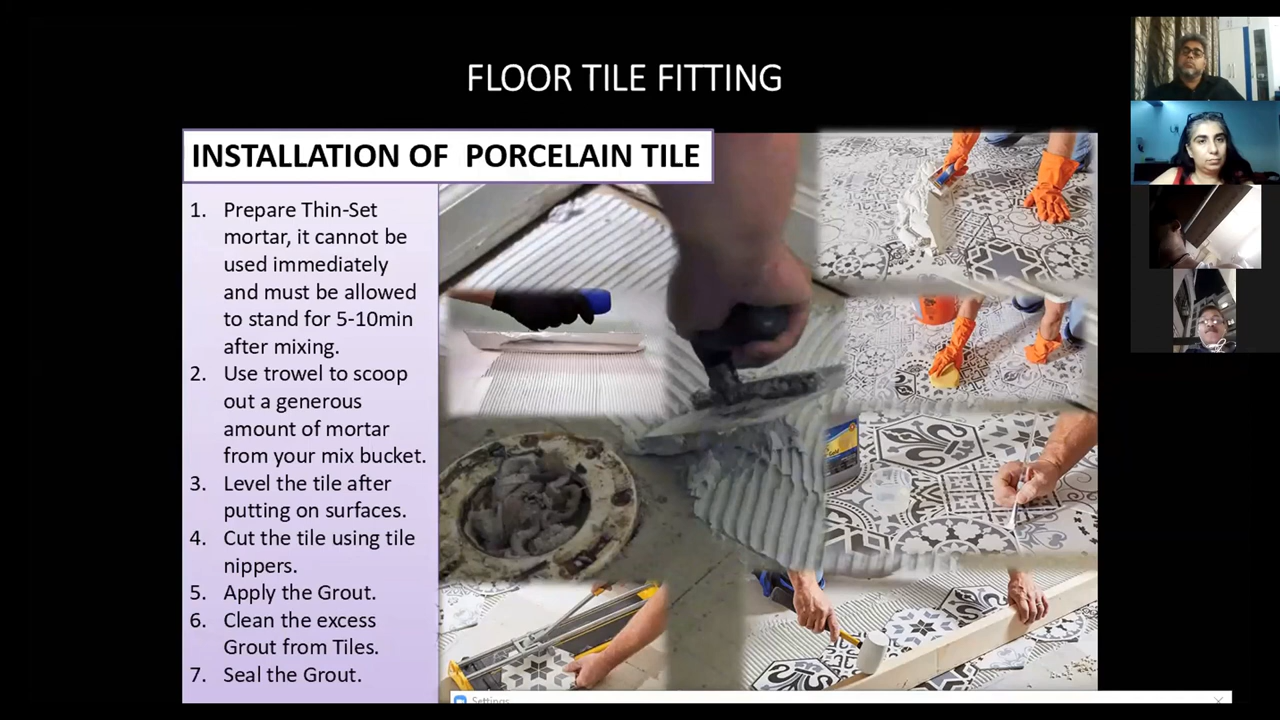 FLOOR TILE FITTING
INSTALLATION OF PORCELAIN TILE
1. Prepare Thin-Set
mortar, it cannot be
used immediately
and must be allowed
to stand for 5-10min
after mixing.
2. Use trowel to scoop
out a generous
amount of mortar
from your mix bucket.
3. Level the tile after
putting on surfaces.
4. Cut the tile using tile
nippers.
5. Apply the Grout.
6. Clean the excess
Grout from Tiles.
7. Seal the Grout.
Settings